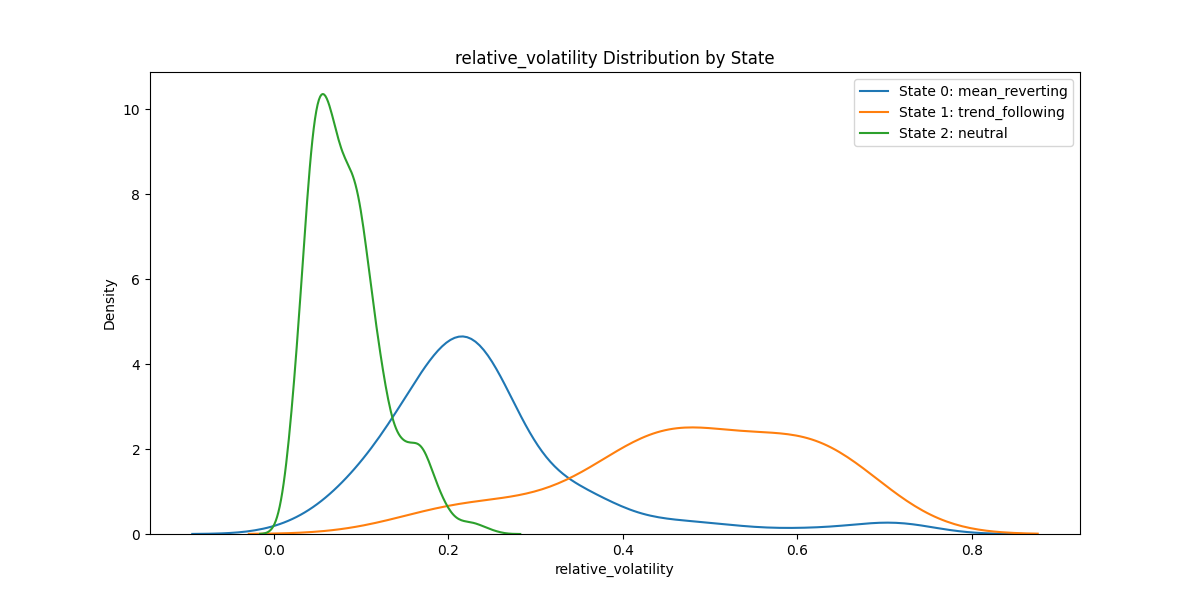 relative_volatility Distribution by State
State 0: mean_reverting
State 1: trend_following
State 2: neutral
Density
10
8
6
4
2
0
0.0 0.2 0.4 0.6 0.8
relative_volatility